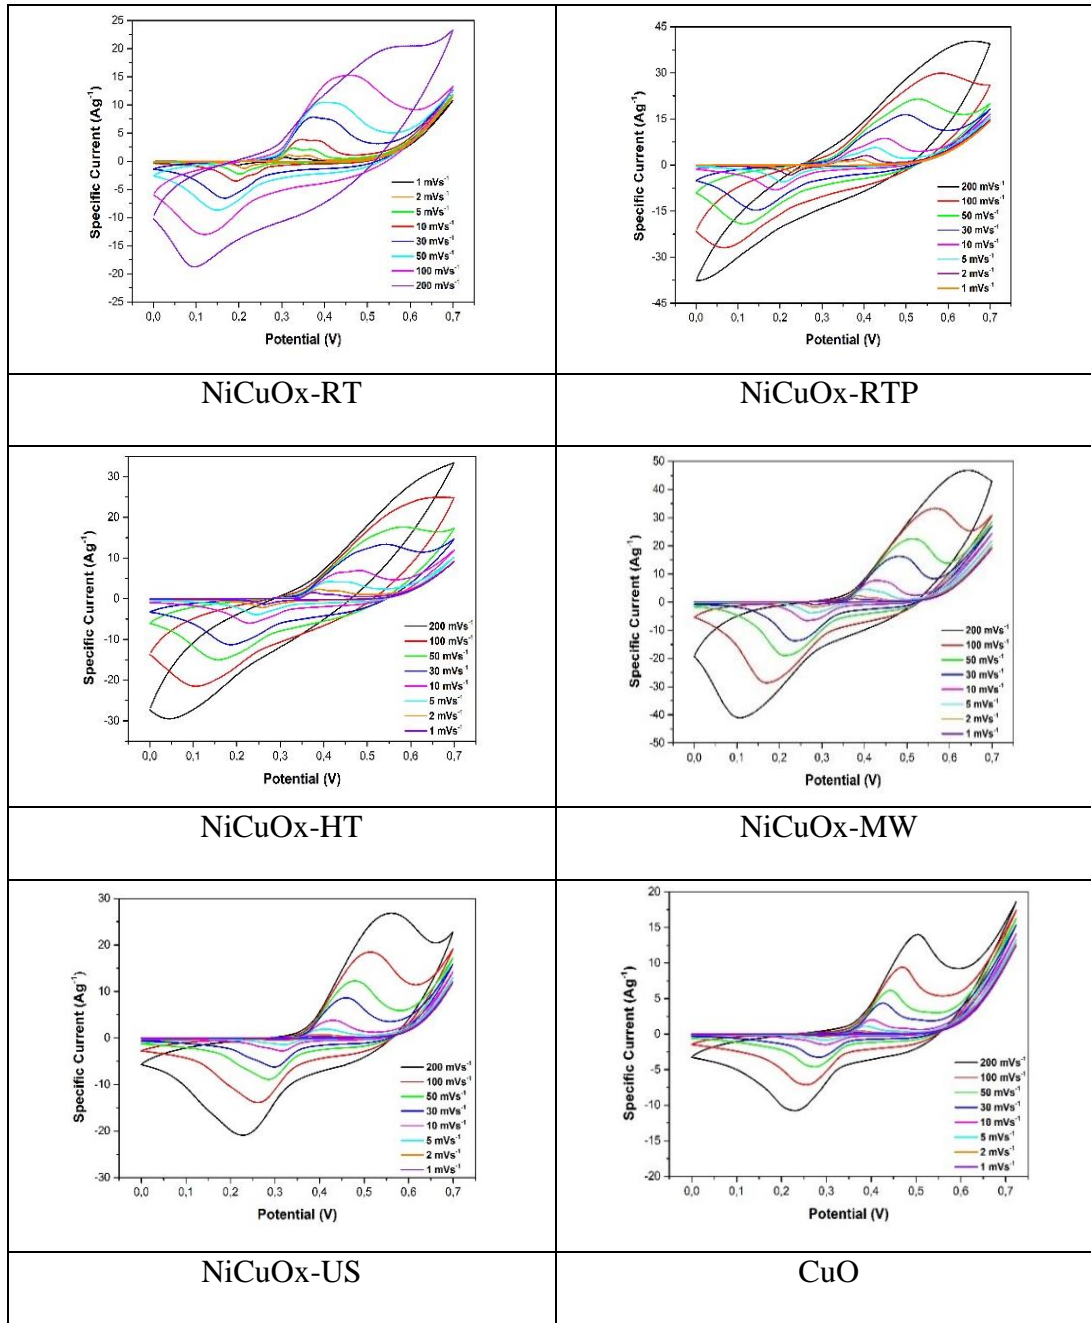 Specific Current (Ag⁻¹)
25
20
15
10
5
0
-5
-10
-15
-20
-25
1 mVs⁻¹
2 mVs⁻¹
5 mVs⁻¹
10 mVs⁻¹
30 mVs⁻¹
50 mVs⁻¹
100 mVs⁻¹
200 mVs⁻¹
0,0 0,1 0,2 0,3 0,4 0,5 0,6 0,7
Potential (V)
Specific Current (Ag⁻¹)
45
30
15
0
-15
-30
-45
200 mVs⁻¹
100 mVs⁻¹
50 mVs⁻¹
30 mVs⁻¹
10 mVs⁻¹
5 mVs⁻¹
2 mVs⁻¹
1 mVs⁻¹
0,0 0,1 0,2 0,3 0,4 0,5 0,6 0,7
Potential (V)
NiCuOx-RT
NiCuOx-RTP
Specific Current (Ag⁻¹)
30
20
10
0
-10
-20
-30
200 mVs⁻¹
100 mVs⁻¹
50 mVs⁻¹
30 mVs⁻¹
10 mVs⁻¹
5 mVs⁻¹
2 mVs⁻¹
1 mVs⁻¹
0,0 0,1 0,2 0,3 0,4 0,5 0,6 0,7
Potential (V)
Specific Current (Ag⁻¹)
50
40
30
20
10
0
-10
-20
-30
-40
-50
200 mVs⁻¹
100 mVs⁻¹
50 mVs⁻¹
30 mVs⁻¹
10 mVs⁻¹
5 mVs⁻¹
2 mVs⁻¹
1 mVs⁻¹
0,0 0,1 0,2 0,3 0,4 0,5 0,6 0,7
Potential (V)
NiCuOx-HT
NiCuOx-MW
Specific Current (Ag⁻¹)
30
20
10
0
-10
-20
-30
200 mVs⁻¹
100 mVs⁻¹
50 mVs⁻¹
30 mVs⁻¹
10 mVs⁻¹
5 mVs⁻¹
2 mVs⁻¹
1 mVs⁻¹
0,0 0,1 0,2 0,3 0,4 0,5 0,6 0,7
Potential (V)
Specific Current (Ag⁻¹)
20
15
10
5
0
-5
-10
-15
-20
200 mVs⁻¹
100 mVs⁻¹
50 mVs⁻¹
30 mVs⁻¹
10 mVs⁻¹
5 mVs⁻¹
2 mVs⁻¹
1 mVs⁻¹
0,0 0,1 0,2 0,3 0,4 0,5 0,6 0,7
Potential (V)
NiCuOx-US
CuO